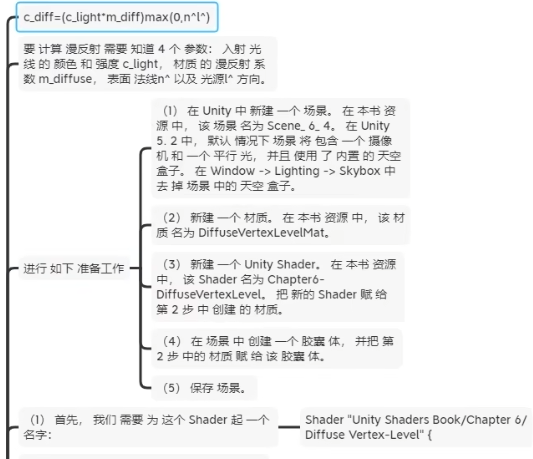 c_diff=(c_light*m_diff)max(0,n^l^)
要 计算 漫反射 需要 知道 4 个 参数： 入射 光
线 的 颜色 和 强度 c_light， 材质 的 漫反射 系
数 m_diffuse， 表面 法线n^ 以及 光源l^ 方向。
进行 如下 准备工作
（1） 在 Unity 中 新建 一个 场景。 在 本书 资
源 中， 该 场景 名为 Scene_ 6_ 4。 在 Unity
5. 2 中， 默认 情况下 场景 将 包含 一个 摄像
机 和 一个 平行 光， 并且 使用 了 内置 的 天空
盒子。 在 Window -> Lighting -> Skybox 中
去 掉 场景 中的 天空 盒子。
（2） 新建 一个 材质。 在 本书 资源 中， 该 材
质 名为 DiffuseVertexLevelMat。
（3） 新建 一个 Unity Shader。 在 本书 资源
中， 该 Shader 名为 Chapter6-
DiffuseVertexLevel。 把 新的 Shader 赋 给
第 2 步 中 创建 的 材质。
（4） 在 场景 中 创建 一个 胶囊 体， 并把 第
2 步 中的 材质 赋 给 该 胶囊 体。
（5） 保存 场景。
（1） 首先， 我们 需要 为 这个 Shader 起 一个
名字：
Shader "Unity Shaders Book/Chapter 6/
Diffuse Vertex-Level" {